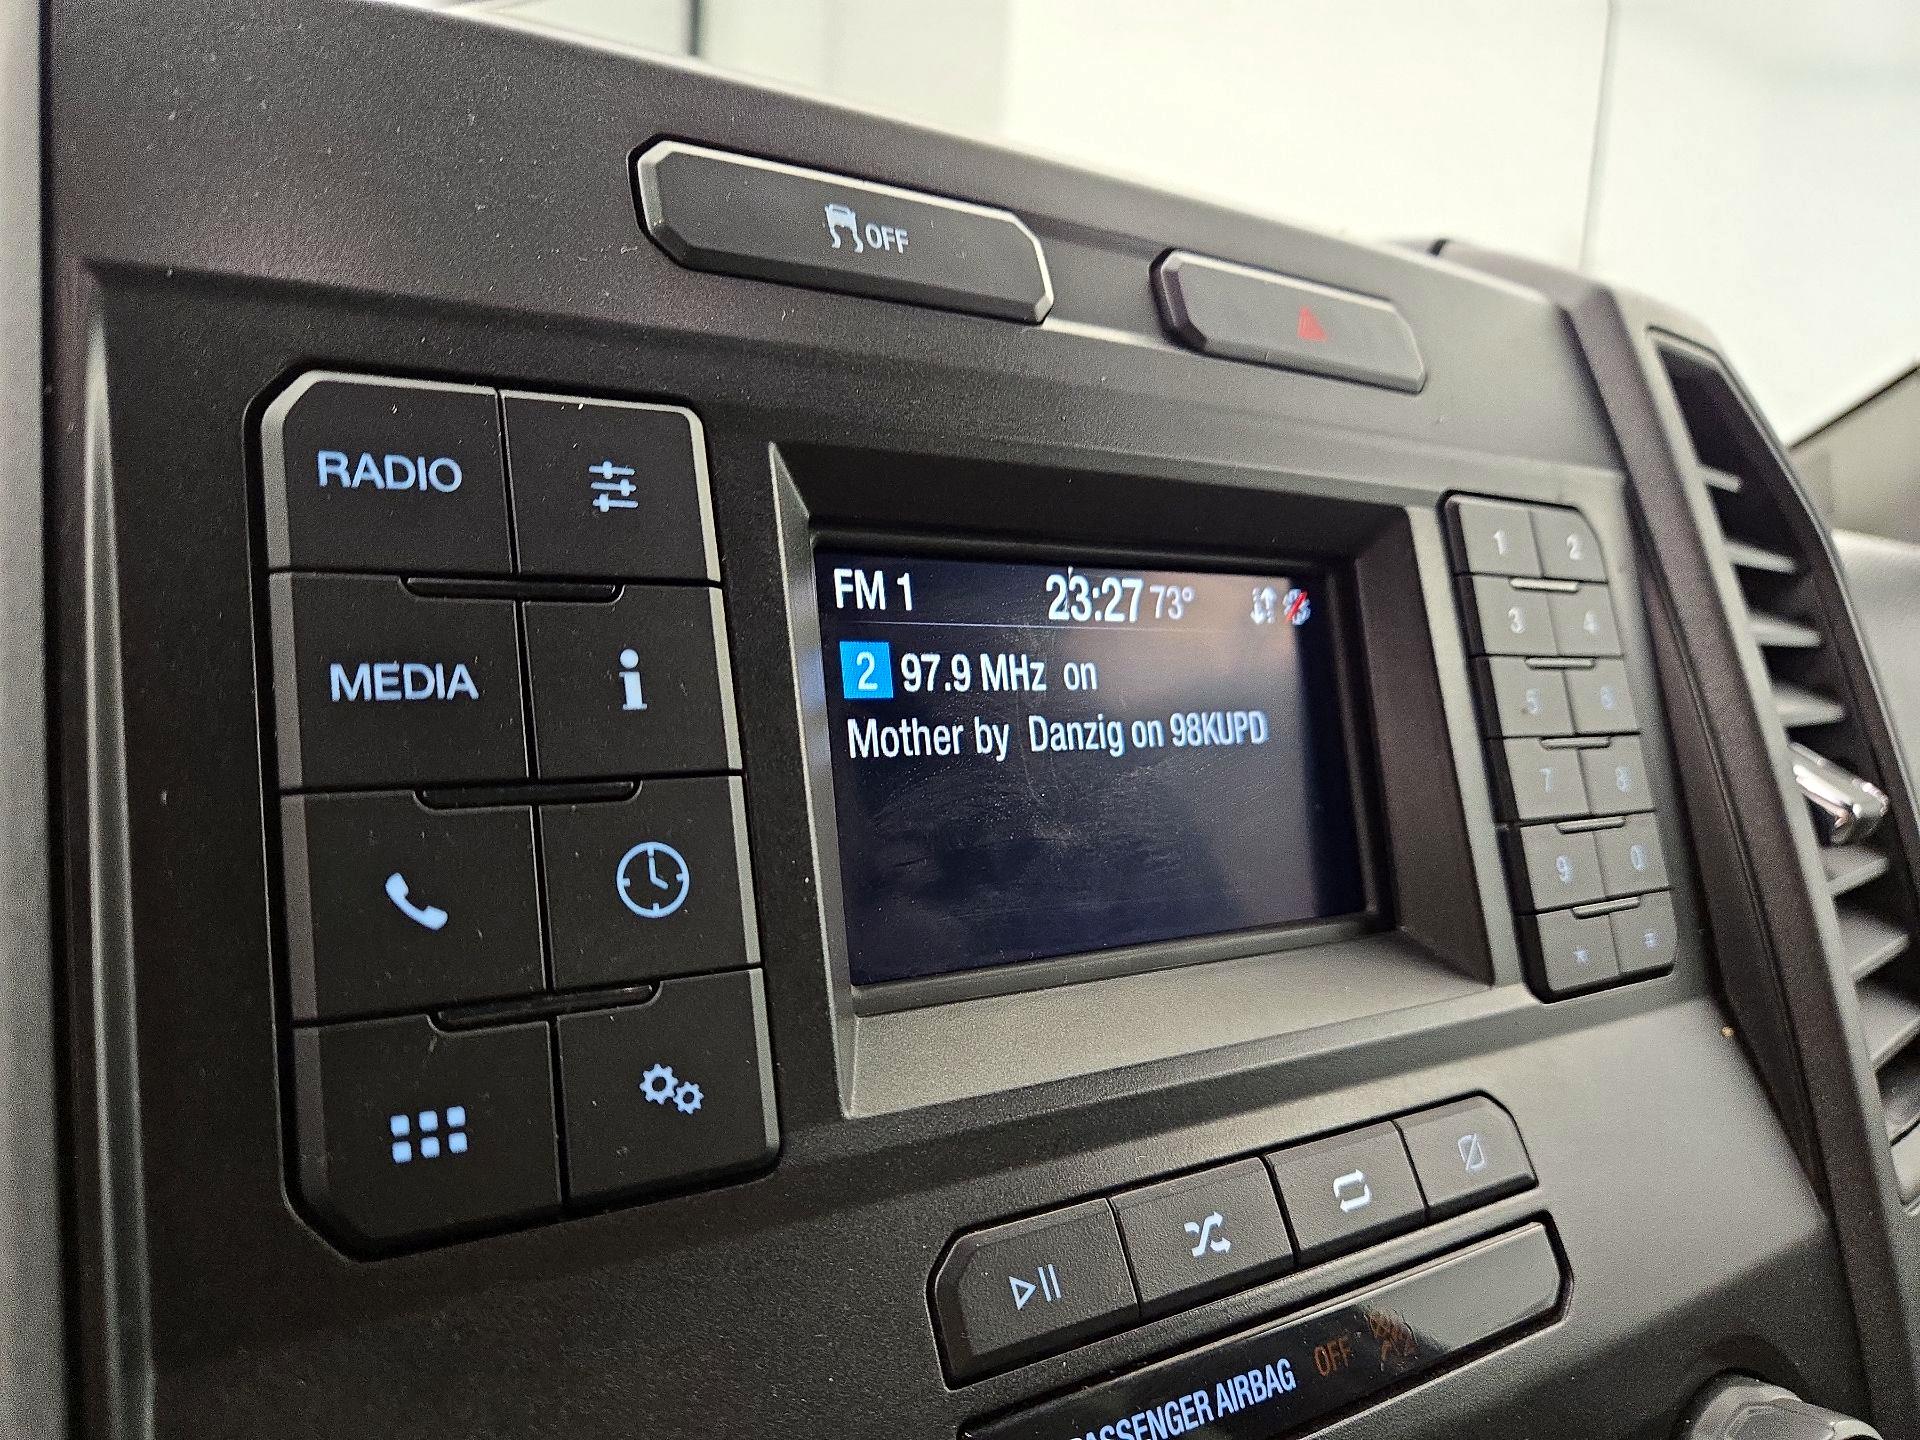 OFF
RADIO
MEDIA
FM 1 23:27 73°
2 97.9 MHz on
Mother by Danzig on 98KUPD
1 2
3 4
5 6
7 8
9 0
* #
PASSENGER AIRBAG OFF